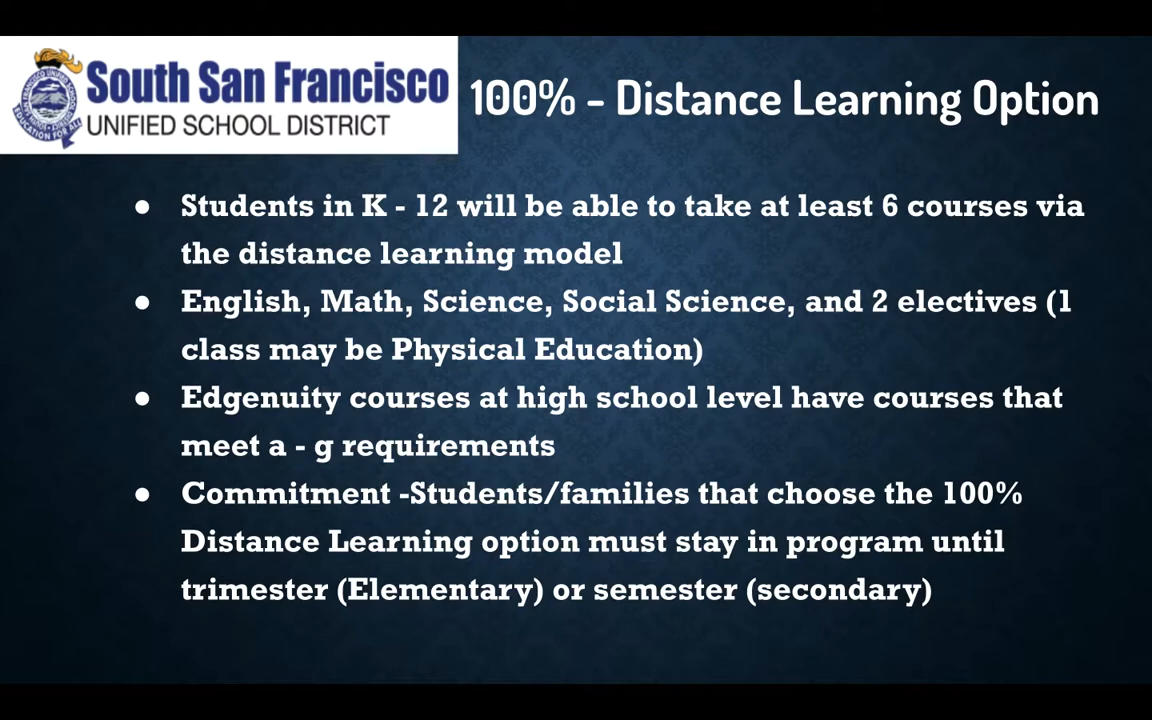 South San Francisco
UNIFIED SCHOOL DISTRICT
100% - Distance Learning Option
● Students in K - 12 will be able to take at least 6 courses via
the distance learning model
● English, Math, Science, Social Science, and 2 electives (1
class may be Physical Education)
● Edgenuity courses at high school level have courses that
meet a - g requirements
● Commitment -Students/families that choose the 100%
Distance Learning option must stay in program until
trimester (Elementary) or semester (secondary)